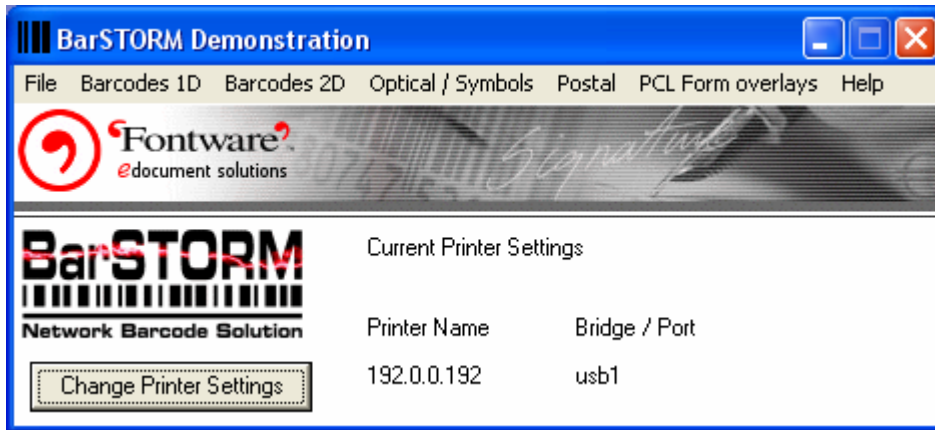 BarSTORM Demonstration
File Barcodes 1D Barcodes 2D Optical / Symbols Postal PCL Form overlays Help
Fontware
edocument solutions
Signature
BarSTORM
Network Barcode Solution
Current Printer Settings
Printer Name Bridge / Port
192.0.0.192 usb1
Change Printer Settings